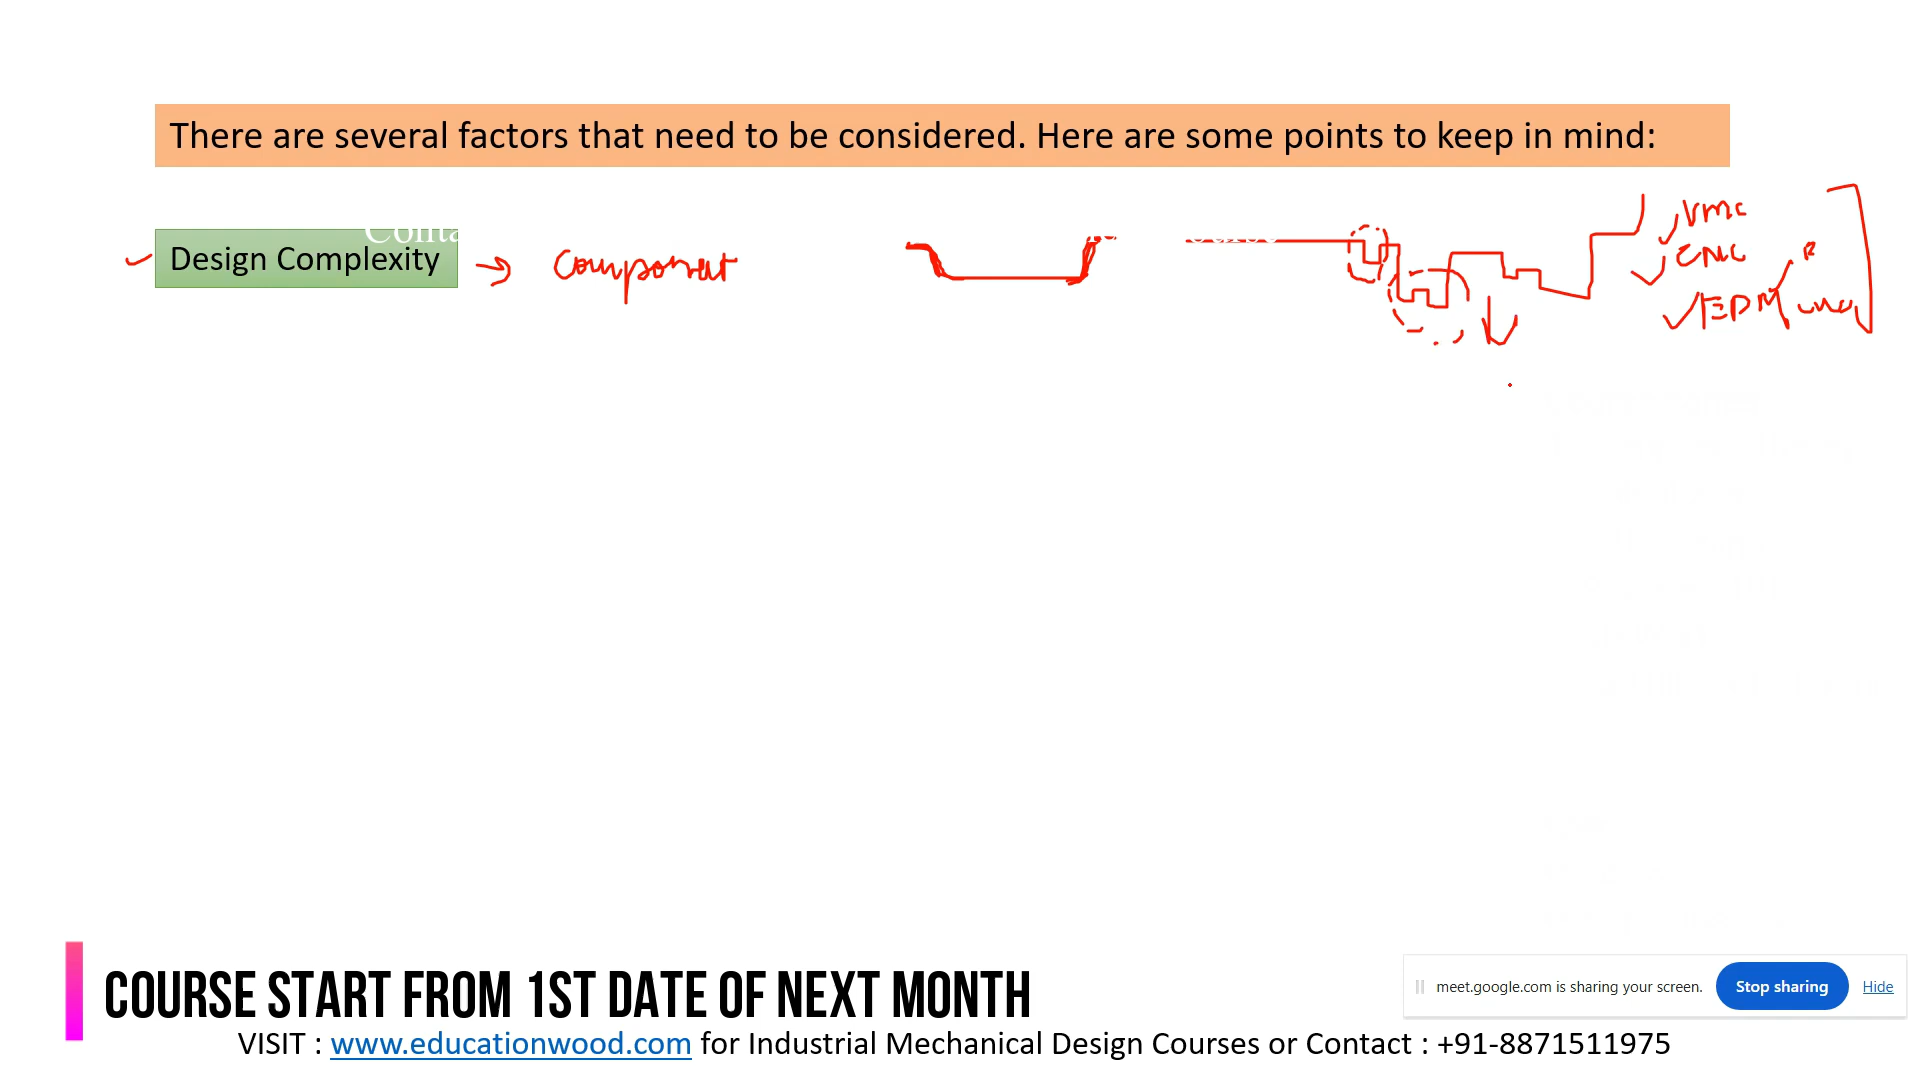 There are several factors that need to be considered. Here are some points to keep in mind:
Design Complexity
Component
VMC
CNC
EDM
COURSE START FROM 1ST DATE OF NEXT MONTH
meet.google.com is sharing your screen. Stop sharing Hide
VISIT : www.educationwood.com for Industrial Mechanical Design Courses or Contact : +91-8871511975